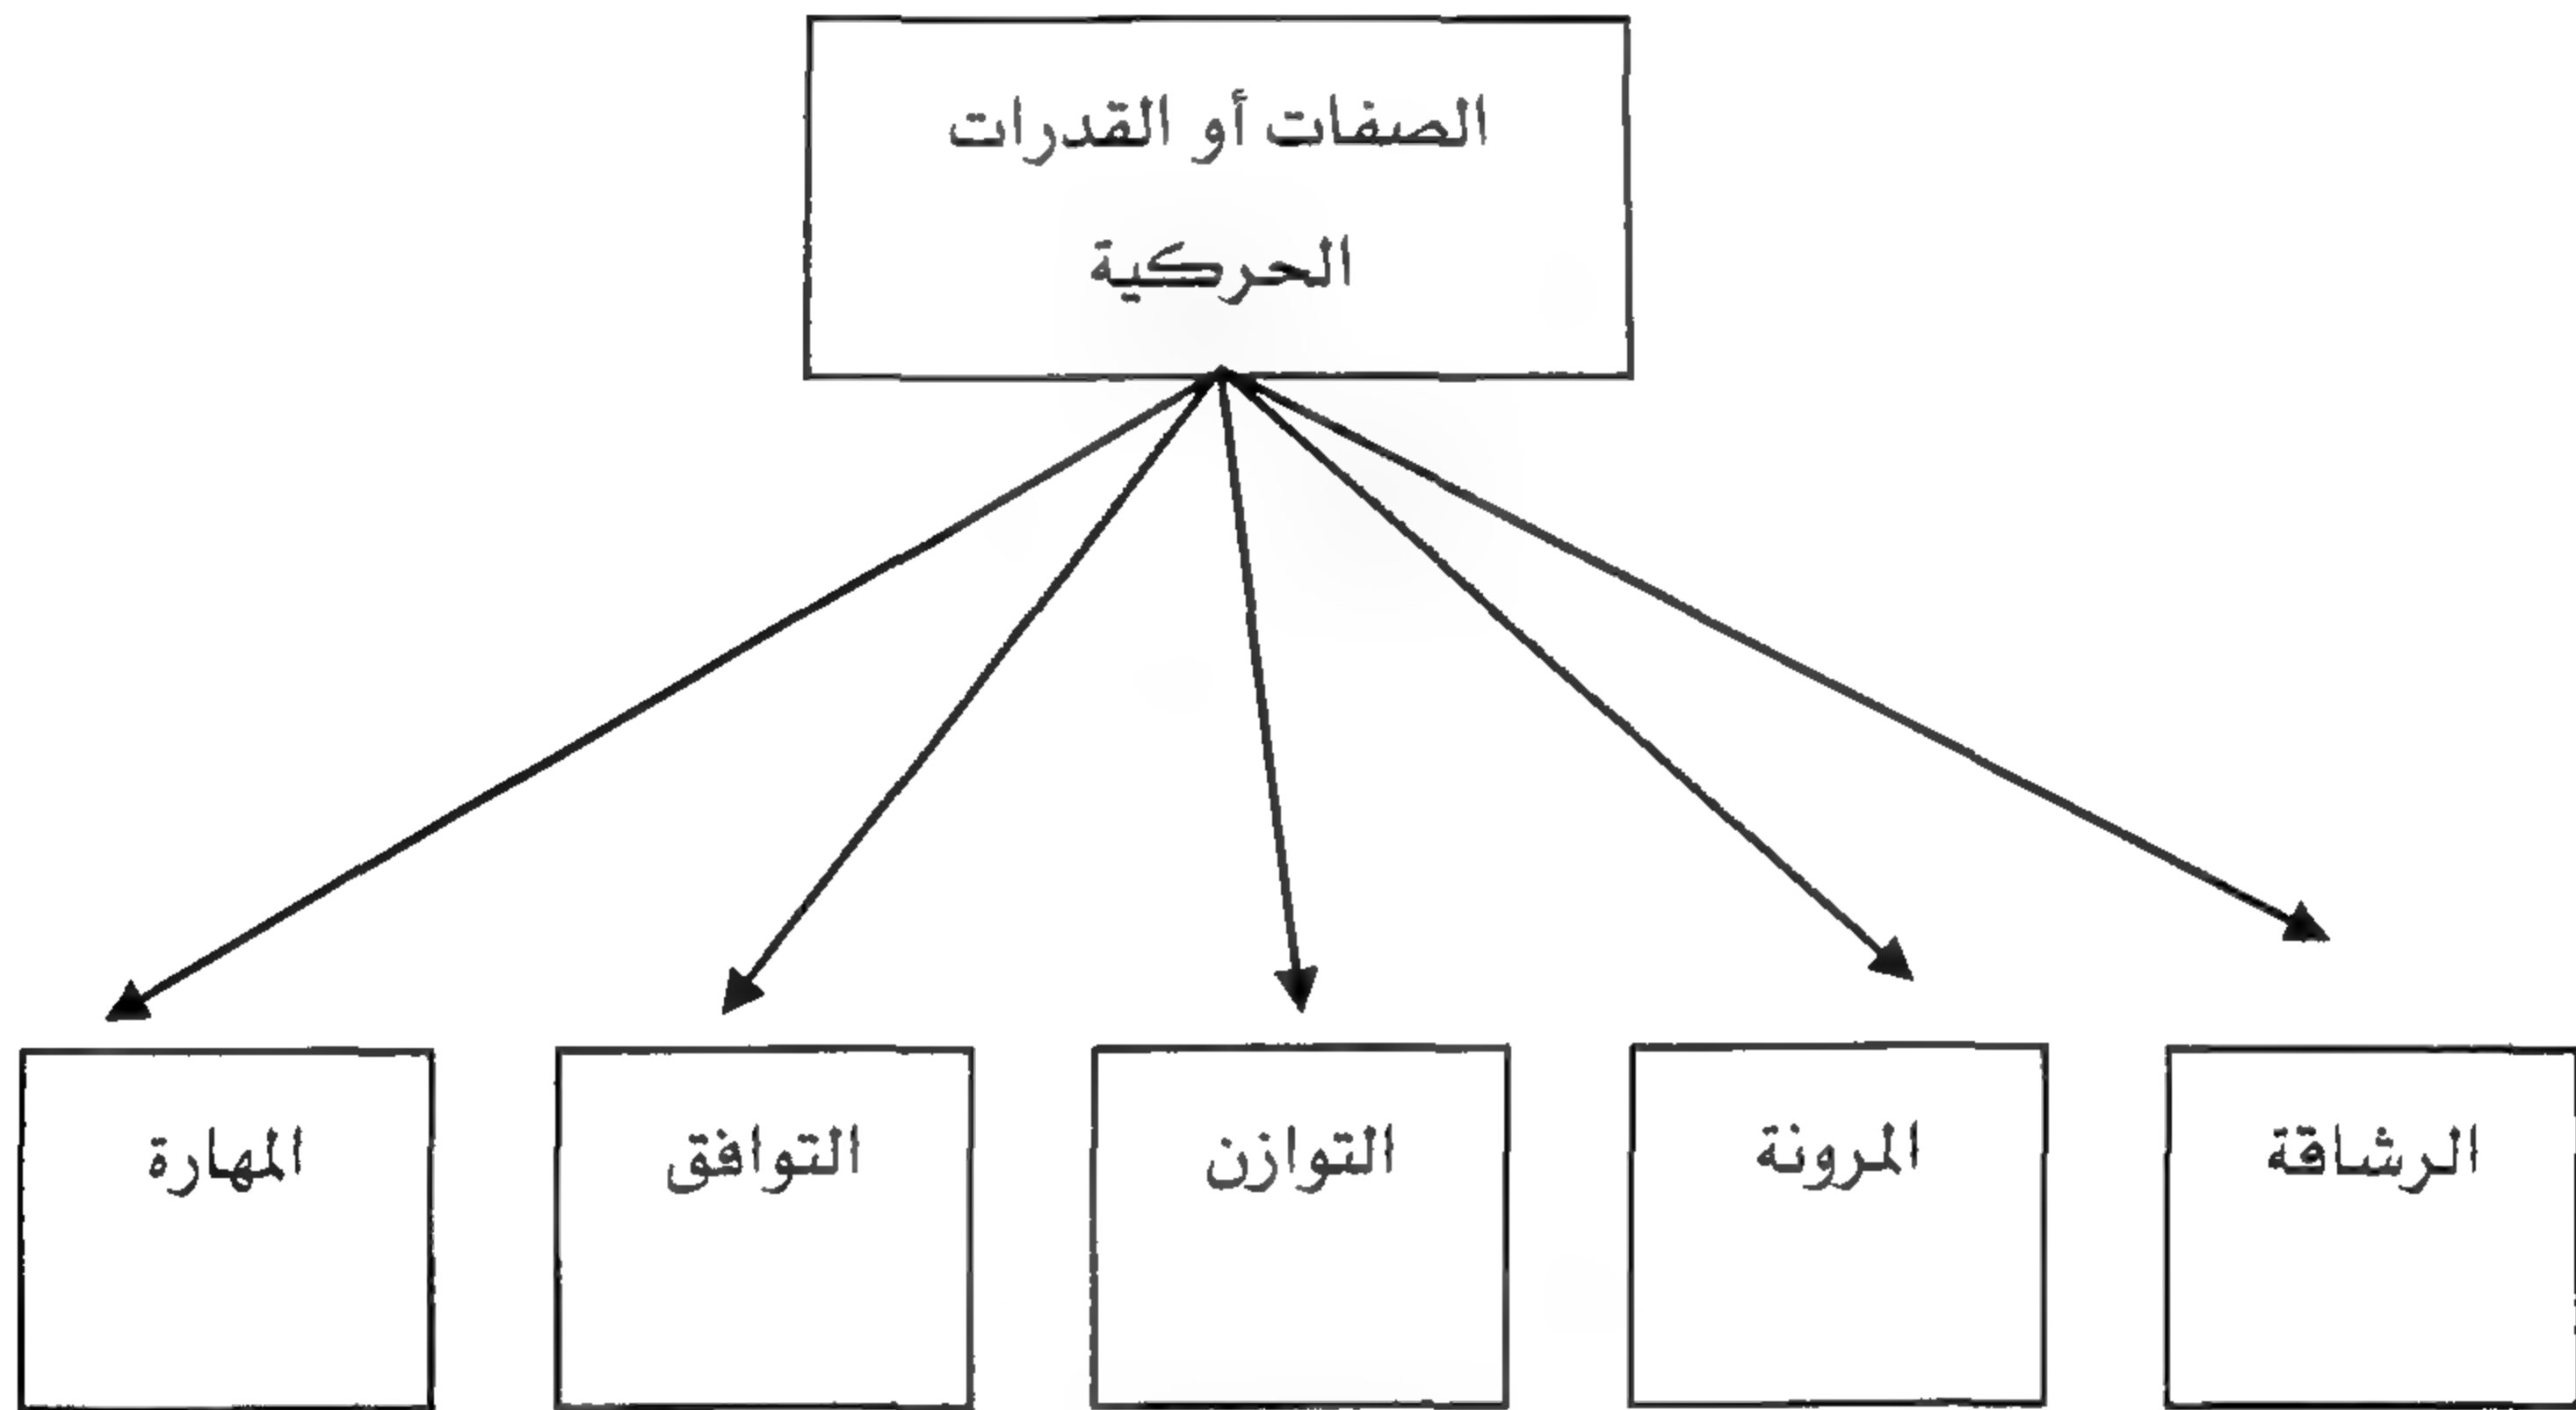 الصفات أو القدرات
الحركية
الرشاقة
المرونة
التوازن
التوافق
المهارة